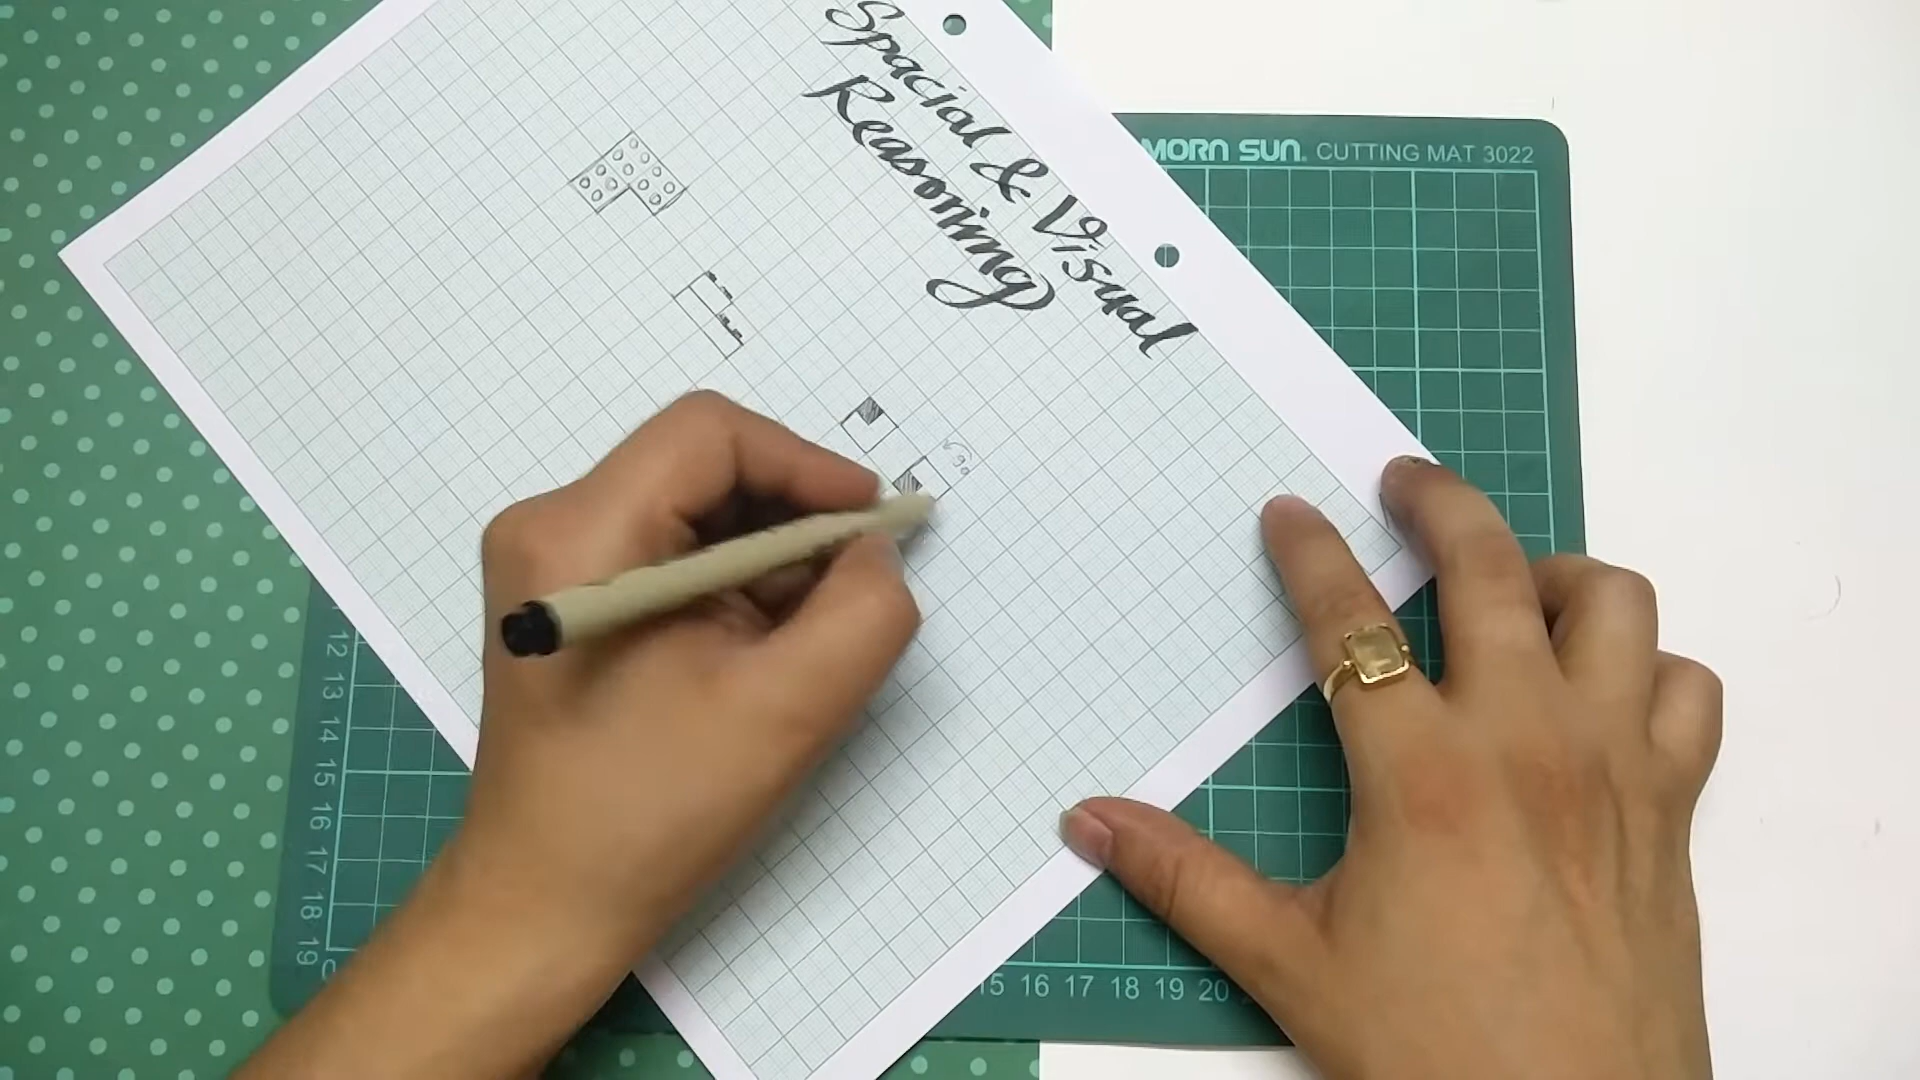 Spacial & Visual
Reasoning
90
MORN SUN. CUTTING MAT 3022
12 13 14 15 16 17 18 19
15 16 17 18 19 20